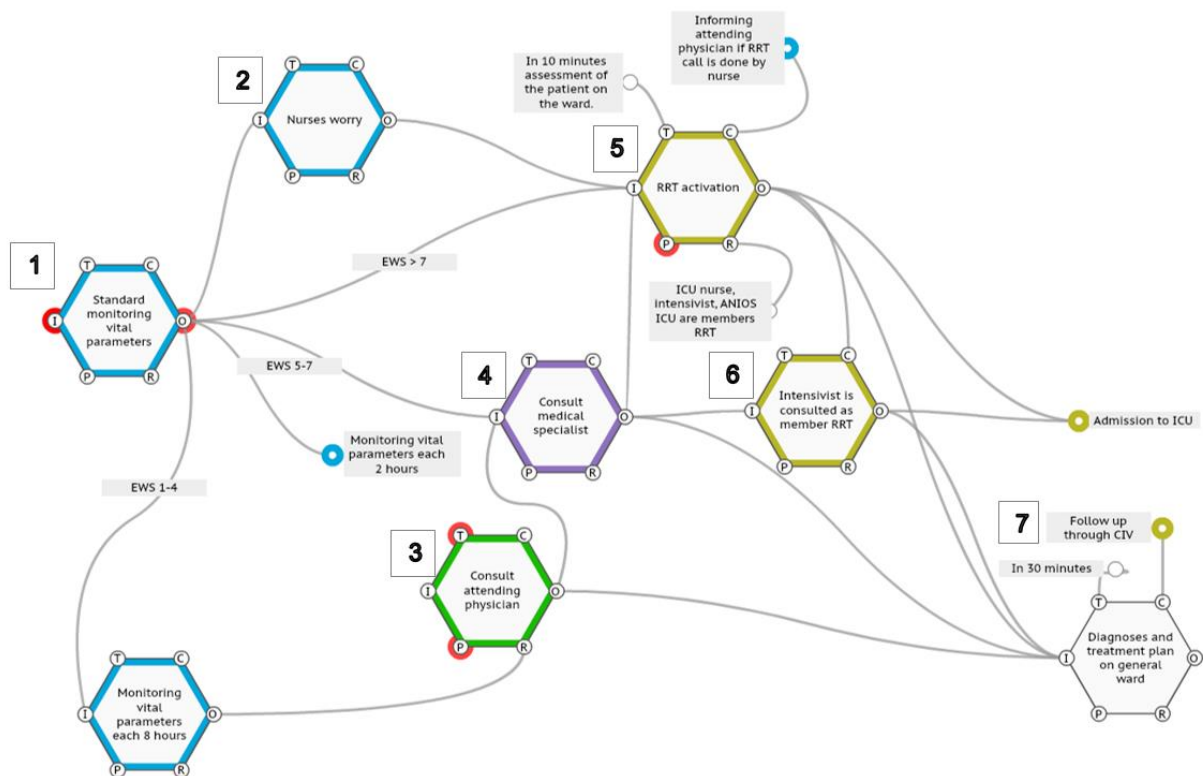 Informing
attending
physician if RRT
call is done by
nurse
In 10 minutes
assessment of
the patient on
the ward.
2
T
C
I
Nurses worry
O
P
R
5
T
C
I
RRT activation
O
P
R
EWS > 7
ICU nurse,
intensivist, ANIOS
ICU are members
RRT
1
T
C
I
Standard
monitoring
vital
parameters
O
P
R
EWS 5-7
4
T
C
I
Consult
medical
specialist
O
P
R
6
T
C
I
Intensivist is
consulted as
member RRT
O
P
R
Admission to ICU
Monitoring vital
parameters each
2 hours
EWS 1-4
3
T
C
I
Consult
attending
physician
O
P
R
7
Follow up
through CIV
In 30 minutes
T
C
I
Diagnoses and
treatment plan
on general
ward
O
P
R
T
C
I
Monitoring
vital
parameters
each 8 hours
O
P
R